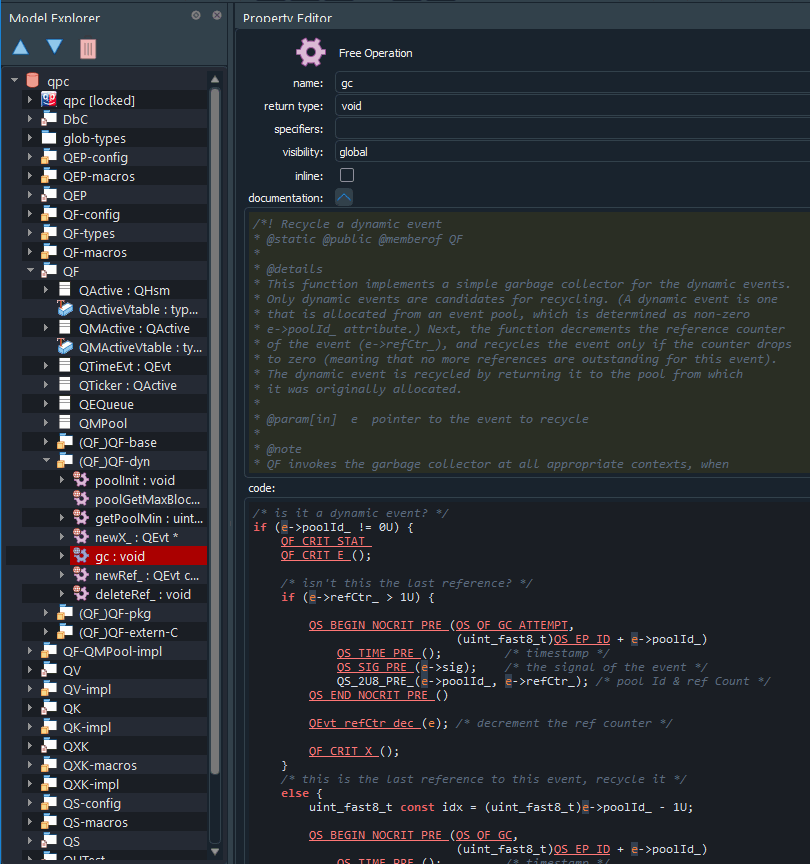 Model Explorer
qpc
qpc [locked]
DbC
glob-types
QEP-config
QEP-macros
QEP
QF-config
QF-types
QF-macros
QF
QActive : QHsm
QActiveVtable : typ...
QMActive : QActive
QMActiveVtable : ty...
QTimeEvt : QEvt
QTicker : QActive
QEQueue
QMPool
(QF_)QF-base
(QF_)QF-dyn
poolInit : void
poolGetMaxBloc...
getPoolMin : uint...
newX_ : QEvt *
gc : void
newRef_ : QEvt c...
deleteRef_ : void
(QF_)QF-pkg
(QF_)QF-extern-C
QF-QMPool-impl
QV
QV-impl
QK
QK-impl
QXK
QXK-macros
QXK-impl
QS-config
QS-macros
QS
QUTest
Property Editor
Free Operation
name: gc
return type: void
specifiers:
visibility: global
inline:
documentation:
/*! Recycle a dynamic event
* @static @public @memberof QF
*
* @details
* This function implements a simple garbage collector for the dynamic events.
* Only dynamic events are candidates for recycling. (A dynamic event is one
* that is allocated from an event pool, which is determined as non-zero
* e->poolId_ attribute.) Next, the function decrements the reference counter
* of the event (e->refCtr_), and recycles the event only if the counter drops
* to zero (meaning that no more references are outstanding for this event).
* The dynamic event is recycled by returning it to the pool from which
* it was originally allocated.
*
* @param[in]  e  pointer to the event to recycle
*
* @note
* QF invokes the garbage collector at all appropriate contexts, when
code:
/* is it a dynamic event? */
if (e->poolId_ != 0U) {
QF_CRIT_STAT_
QF_CRIT_E_();
/* isn't this the last reference? */
if (e->refCtr_ > 1U) {
QS_BEGIN_NOCRIT_PRE_(QS_QF_GC_ATTEMPT,
(uint_fast8_t)QS_EP_ID + e->poolId_)
QS_TIME_PRE_(); /* timestamp */
QS_SIG_PRE_(e->sig); /* the signal of the event */
QS_2U8_PRE_(e->poolId_, e->refCtr_); /* pool Id & ref Count */
QS_END_NOCRIT_PRE_()
QEvt_refCtr_dec_(e); /* decrement the ref counter */
QF_CRIT_X_();
}
/* this is the last reference to this event, recycle it */
else {
uint_fast8_t const idx = (uint_fast8_t)e->poolId_ - 1U;
QS_BEGIN_NOCRIT_PRE_(QS_QF_GC,
(uint_fast8_t)QS_EP_ID + e->poolId_)
QS_TIME_PRE_(); /* timestamp */